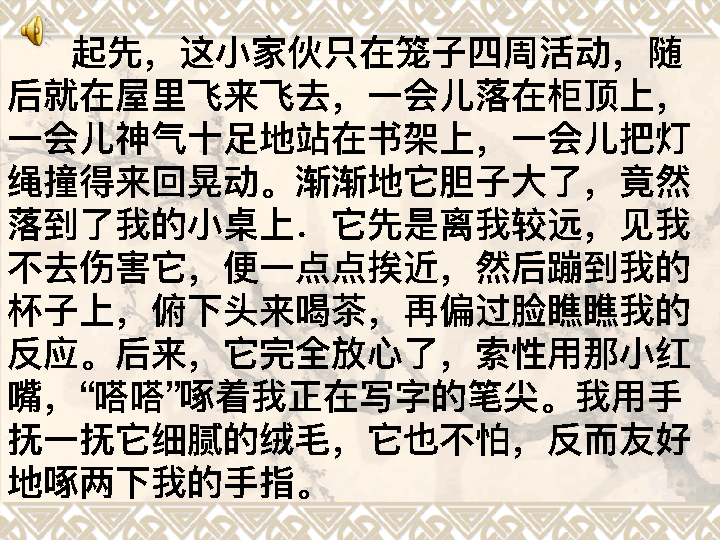 起先，这小家伙只在笼子四周活动，随
后就在屋里飞来飞去，一会儿落在柜顶上，
一会儿神气十足地站在书架上，一会儿把灯
绳撞得来回晃动。渐渐地它胆子大了，竟然
落到了我的小桌上．它先是离我较远，见我
不去伤害它，便一点点挨近，然后蹦到我的
杯子上，俯下头来喝茶，再偏过脸瞧瞧我的
反应。后来，它完全放心了，索性用那小红
嘴，“嗒嗒”啄着我正在写字的笔尖。我用手
抚一抚它细腻的绒毛，它也不怕，反而友好
地啄两下我的手指。